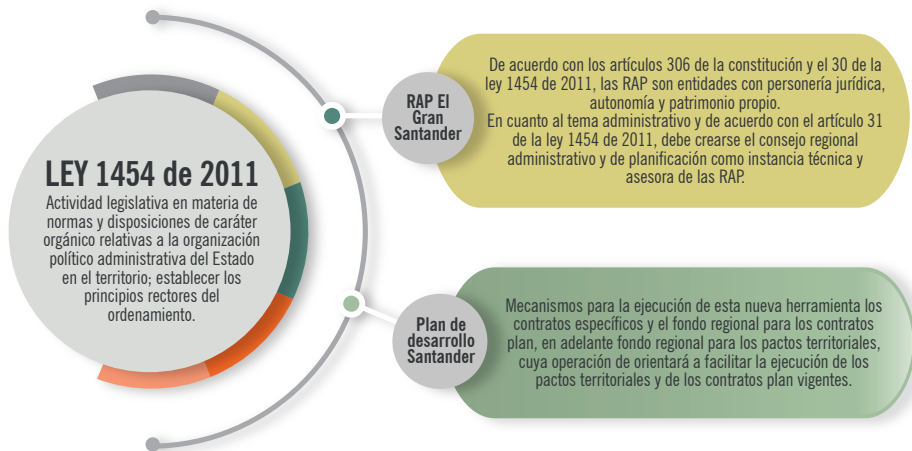 LEY 1454 de 2011
Actividad legislativa en materia de
normas y disposiciones de caráter
orgánico relativas a la organización
político administrativa del Estado
en el territorio; establecer los
principios rectores del
ordenamiento.
RAP El
Gran
Santander
De acuerdo con los artículos 306 de la constitución y el 30 de la
ley 1454 de 2011, las RAP son entidades con personería jurídica,
autonomía y patrimonio propio.
En cuanto al tema administrativo y de acuerdo con el artículo 31
de la ley 1454 de 2011, debe crearse el consejo regional
administrativo y de planificación como instancia técnica y
asesora de las RAP.
Plan de
desarrollo
Santander
Mecanismos para la ejecución de esta nueva herramienta los
contratos específicos y el fondo regional para los contratos
plan, en adelante fondo regional para los pactos territoriales,
cuya operación de orientará a facilitar la ejecución de los
pactos territoriales y de los contratos plan vigentes.